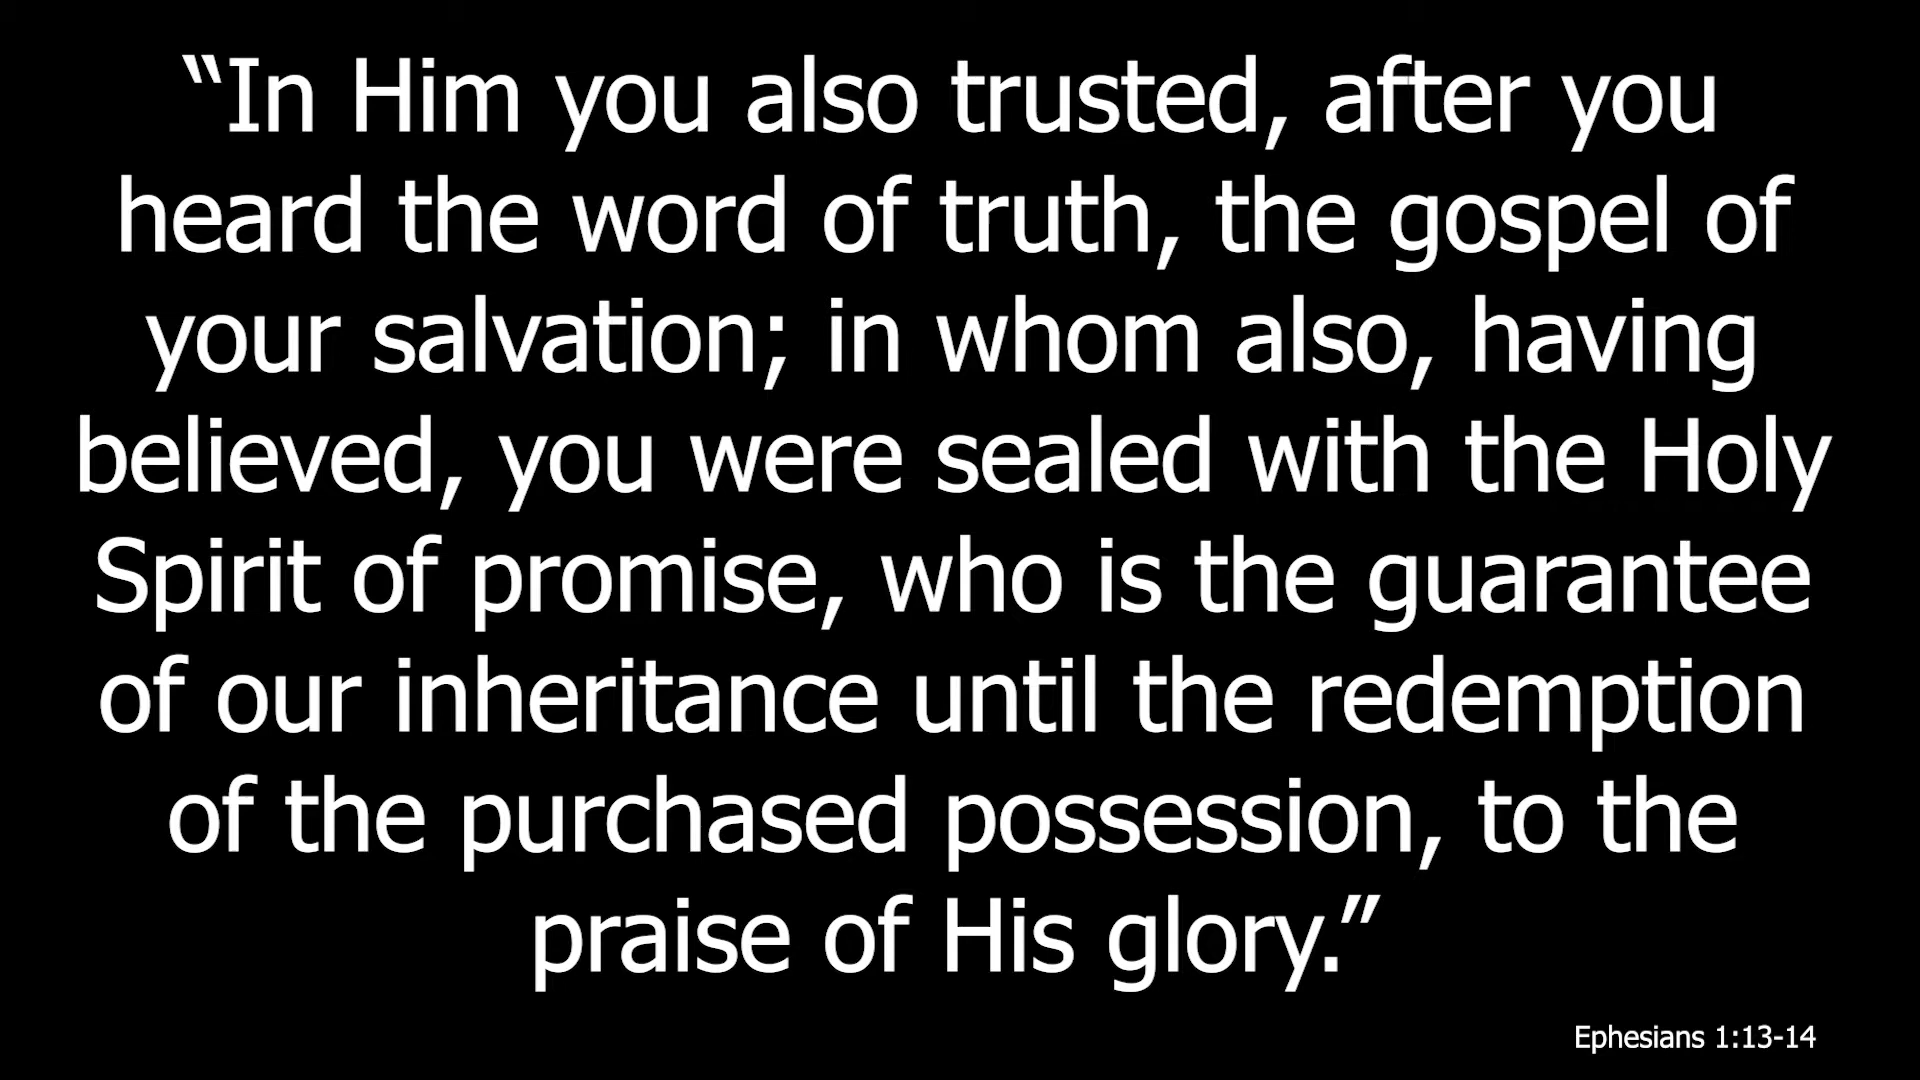 “In Him you also trusted, after you
heard the word of truth, the gospel of
your salvation; in whom also, having
believed, you were sealed with the Holy
Spirit of promise, who is the guarantee
of our inheritance until the redemption
of the purchased possession, to the
praise of His glory.”
Ephesians 1:13-14